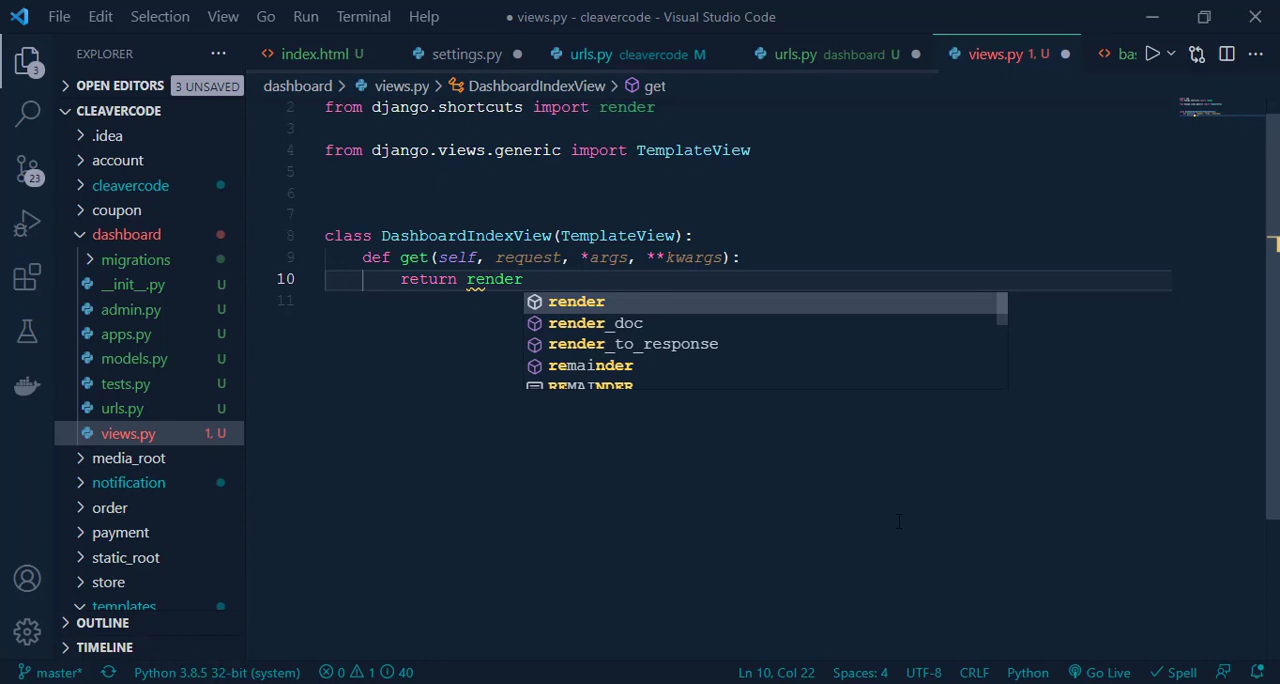 File Edit Selection View Go Run Terminal Help ● views.py - cleavercode - Visual Studio Code
EXPLORER ···
index.html U settings.py ● urls.py cleavercode M urls.py dashboard U ● views.py 1, U ● bas ···
3
OPEN EDITORS 3 UNSAVED
dashboard > views.py > DashboardIndexView > get
CLEAVERCODE
.idea
account
cleavercode
coupon
dashboard
migrations
__init__.py U
admin.py U
apps.py U
models.py U
tests.py U
urls.py U
views.py 1, U
media_root
notification
order
payment
static_root
store
templates
OUTLINE
TIMELINE
23
2 from django.shortcuts import render
3
4 from django.views.generic import TemplateView
5
6
7
8 class DashboardIndexView(TemplateView):
9 def get(self, request, *args, **kwargs):
10 return render
11
render
render_doc
render_to_response
remainder
REMAINDER
master* Python 3.8.5 32-bit (system) 0 1 40 Ln 10, Col 22 Spaces: 4 UTF-8 CRLF Python Go Live Spell